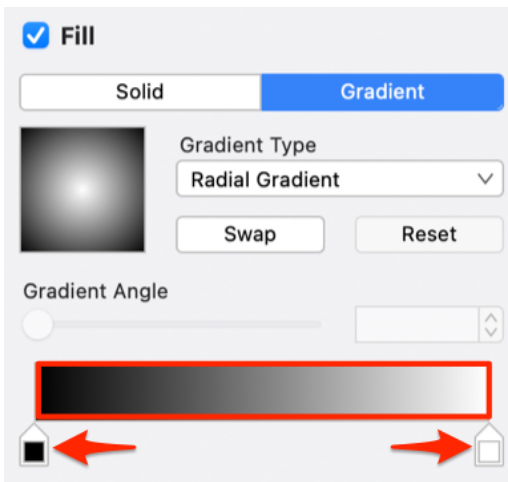 Fill
Solid Gradient
Gradient Type
Radial Gradient
Swap Reset
Gradient Angle